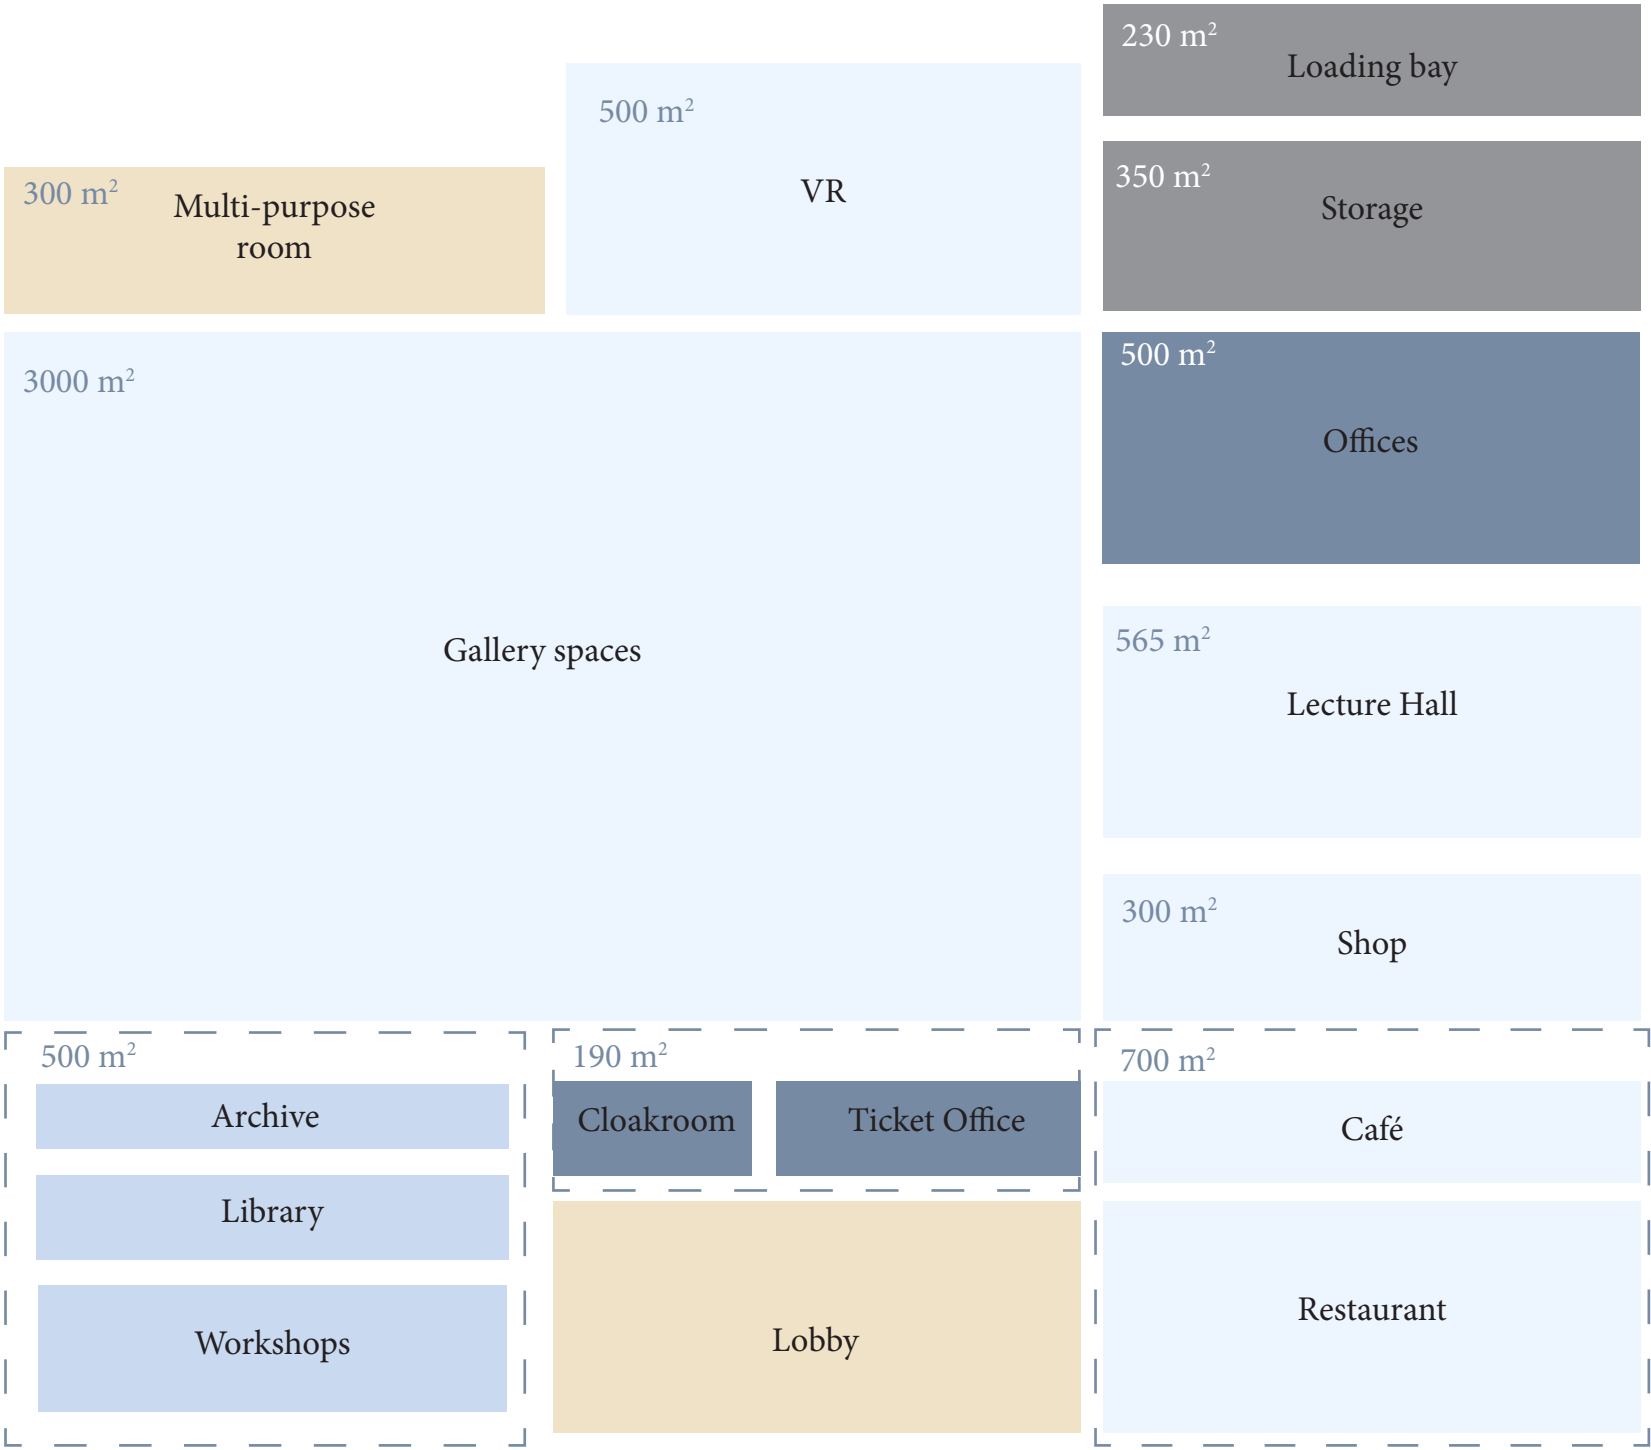 230 m²
Loading bay
500 m²
VR
350 m²
Storage
300 m²
Multi-purpose
room
3000 m²
Gallery spaces
500 m²
Offices
565 m²
Lecture Hall
300 m²
Shop
500 m²
Archive
Library
Workshops
190 m²
Cloakroom
Ticket Office
Lobby
700 m²
Café
Restaurant